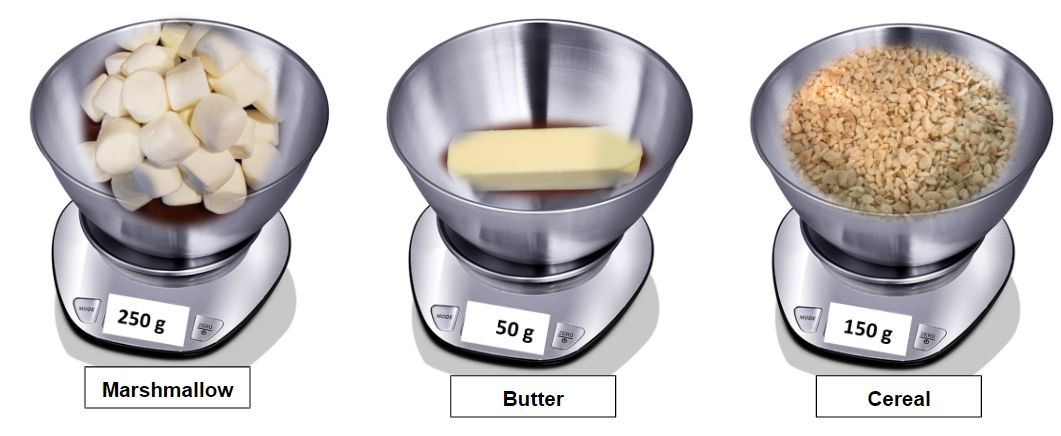 MODE
250 g
ZERO
Marshmallow
MODE
50 g
ZERO
Butter
MODE
150 g
ZERO
Cereal